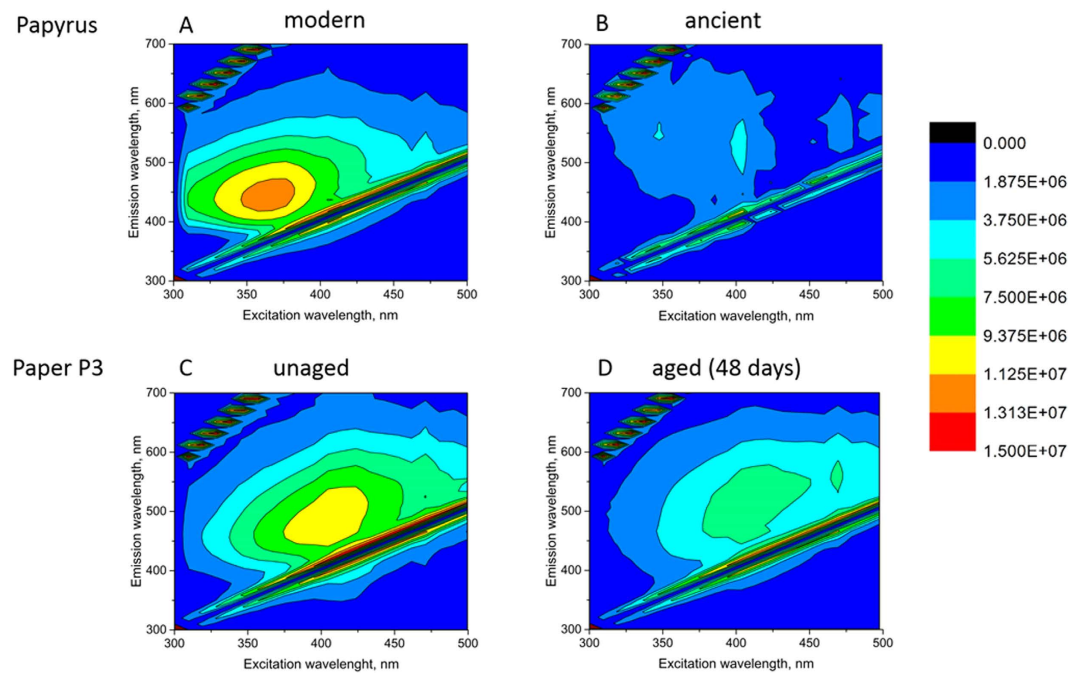 Papyrus
A modern
B ancient
700
600
500
400
300
300 350 400 450 500
Emission wavelength, nm
Excitation wavelength, nm
700
600
500
400
300
300 350 400 450 500
Emission wavelenght, nm
Excitation wavelength, nm
0.000
1.875E+06
3.750E+06
5.625E+06
7.500E+06
9.375E+06
1.125E+07
1.313E+07
1.500E+07
Paper P3
C unaged
D aged (48 days)
700
600
500
400
300
300 350 400 450 500
Emission wavelength, nm
Excitation wavelenght, nm
700
600
500
400
300
300 350 400 450 500
Emission wavelength, nm
Excitation wavelenght, nm